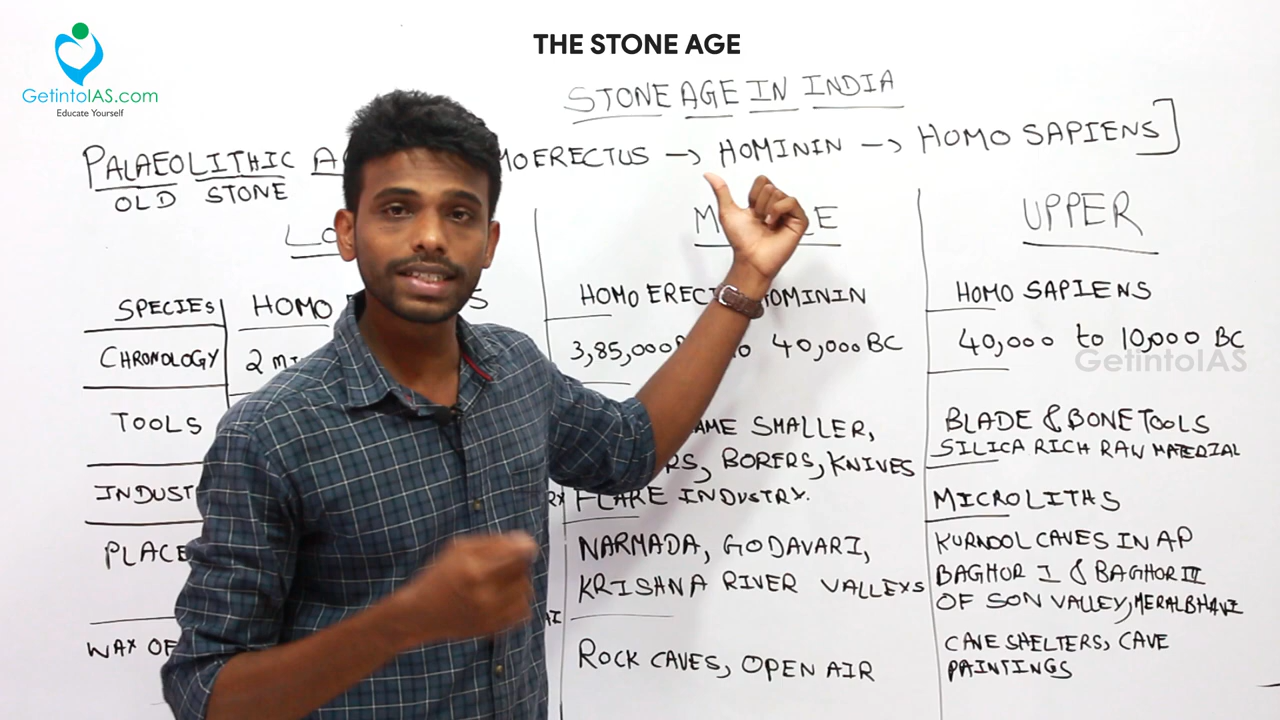 THE STONE AGE
GetintoIAS.com
Educate Yourself
STONE AGE IN INDIA
PALAEOLITHIC → HOMININ → HOMO SAPIENS]
OLD STONE
UPPER
SPECIES HOMO HOMO HOMININ HOMO SAPIENS
CHRONOLOGY 2 3,85,000 40,000 BC 40,000 to 10,000 BC
GetintoIAS
TOOLS SMALLER, BLADE & BONE TOOLS
BORERS, KNIVES SILICA RICH RAW MATERIAL
FLAKE INDUSTRY. MICROLITHS
NARMADA, GODAVARI, KURNOOL CAVES IN AP
KRISHNA RIVER VALLEYS BAGHOR I & BAGHOR III
OF SON VALLEY, MERALBHAVI
WAY OF ROCK CAVES, OPEN AIR CAVE SHELTERS, CAVE
PAINTINGS